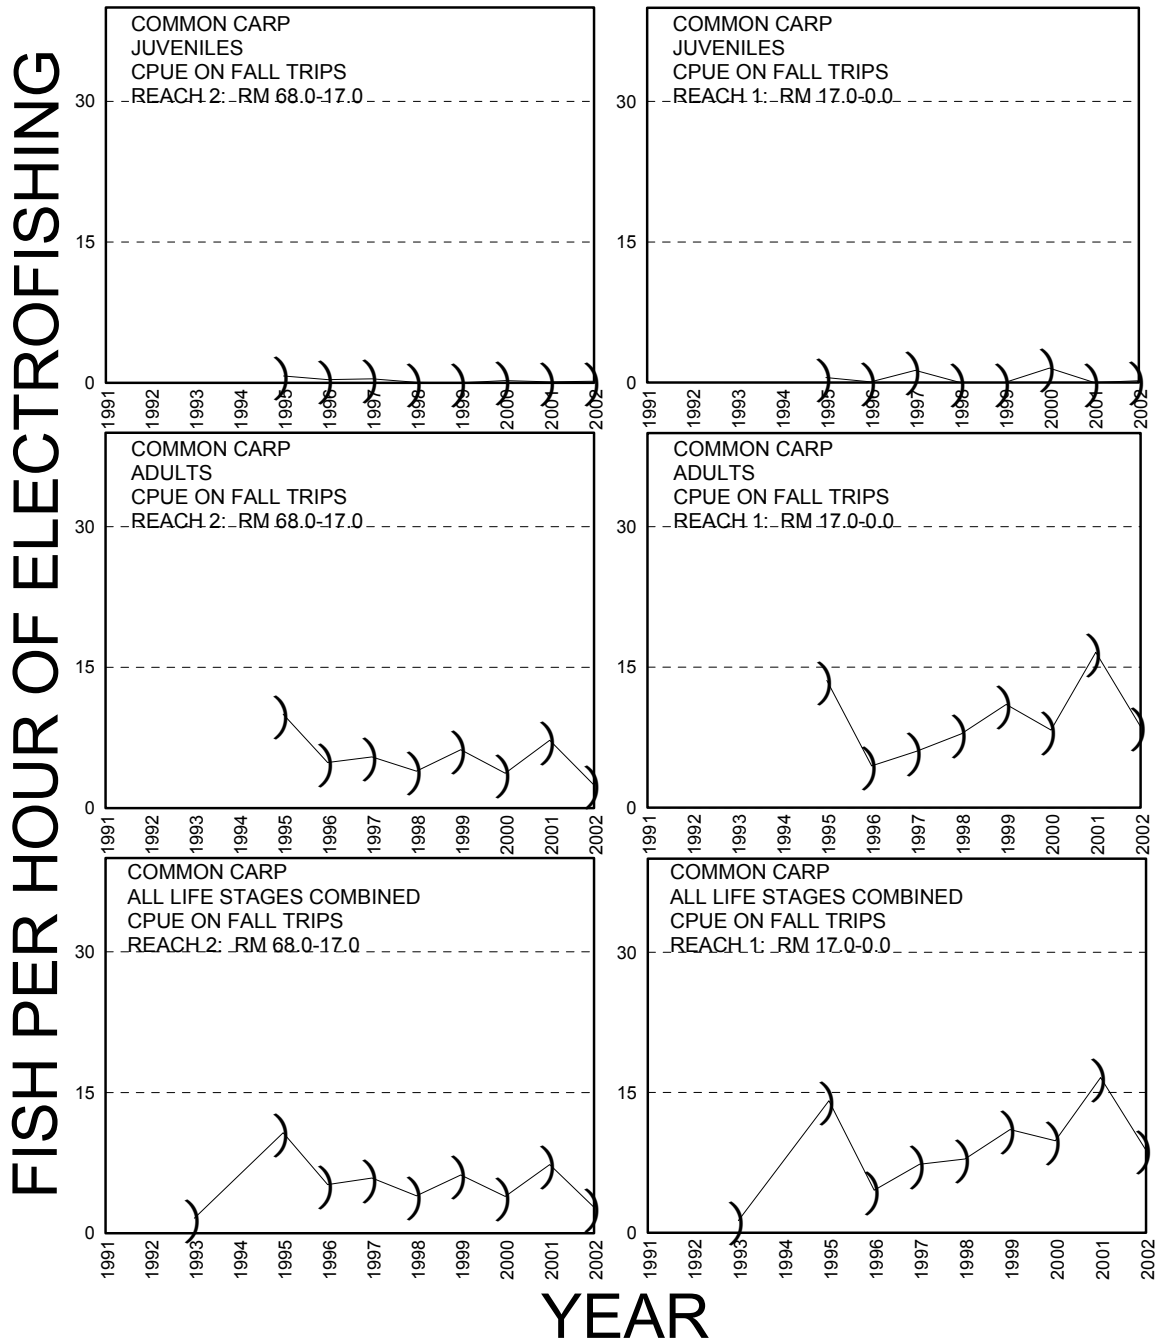 FISH PER HOUR OF ELECTROFISHING
COMMON CARP
JUVENILES
CPUE ON FALL TRIPS
REACH 2: RM 68.0-17.0
30
15
0
1991 1992 1993 1994 1995 1996 1997 1998 1999 2000 2001 2002
COMMON CARP
JUVENILES
CPUE ON FALL TRIPS
REACH 1: RM 17.0-0.0
30
15
0
1991 1992 1993 1994 1995 1996 1997 1998 1999 2000 2001 2002
COMMON CARP
ADULTS
CPUE ON FALL TRIPS
REACH 2: RM 68.0-17.0
30
15
0
1991 1992 1993 1994 1995 1996 1997 1998 1999 2000 2001 2002
COMMON CARP
ADULTS
CPUE ON FALL TRIPS
REACH 1: RM 17.0-0.0
30
15
0
1991 1992 1993 1994 1995 1996 1997 1998 1999 2000 2001 2002
COMMON CARP
ALL LIFE STAGES COMBINED
CPUE ON FALL TRIPS
REACH 2: RM 68.0-17.0
30
15
0
1991 1992 1993 1994 1995 1996 1997 1998 1999 2000 2001 2002
COMMON CARP
ALL LIFE STAGES COMBINED
CPUE ON FALL TRIPS
REACH 1: RM 17.0-0.0
30
15
0
1991 1992 1993 1994 1995 1996 1997 1998 1999 2000 2001 2002
YEAR